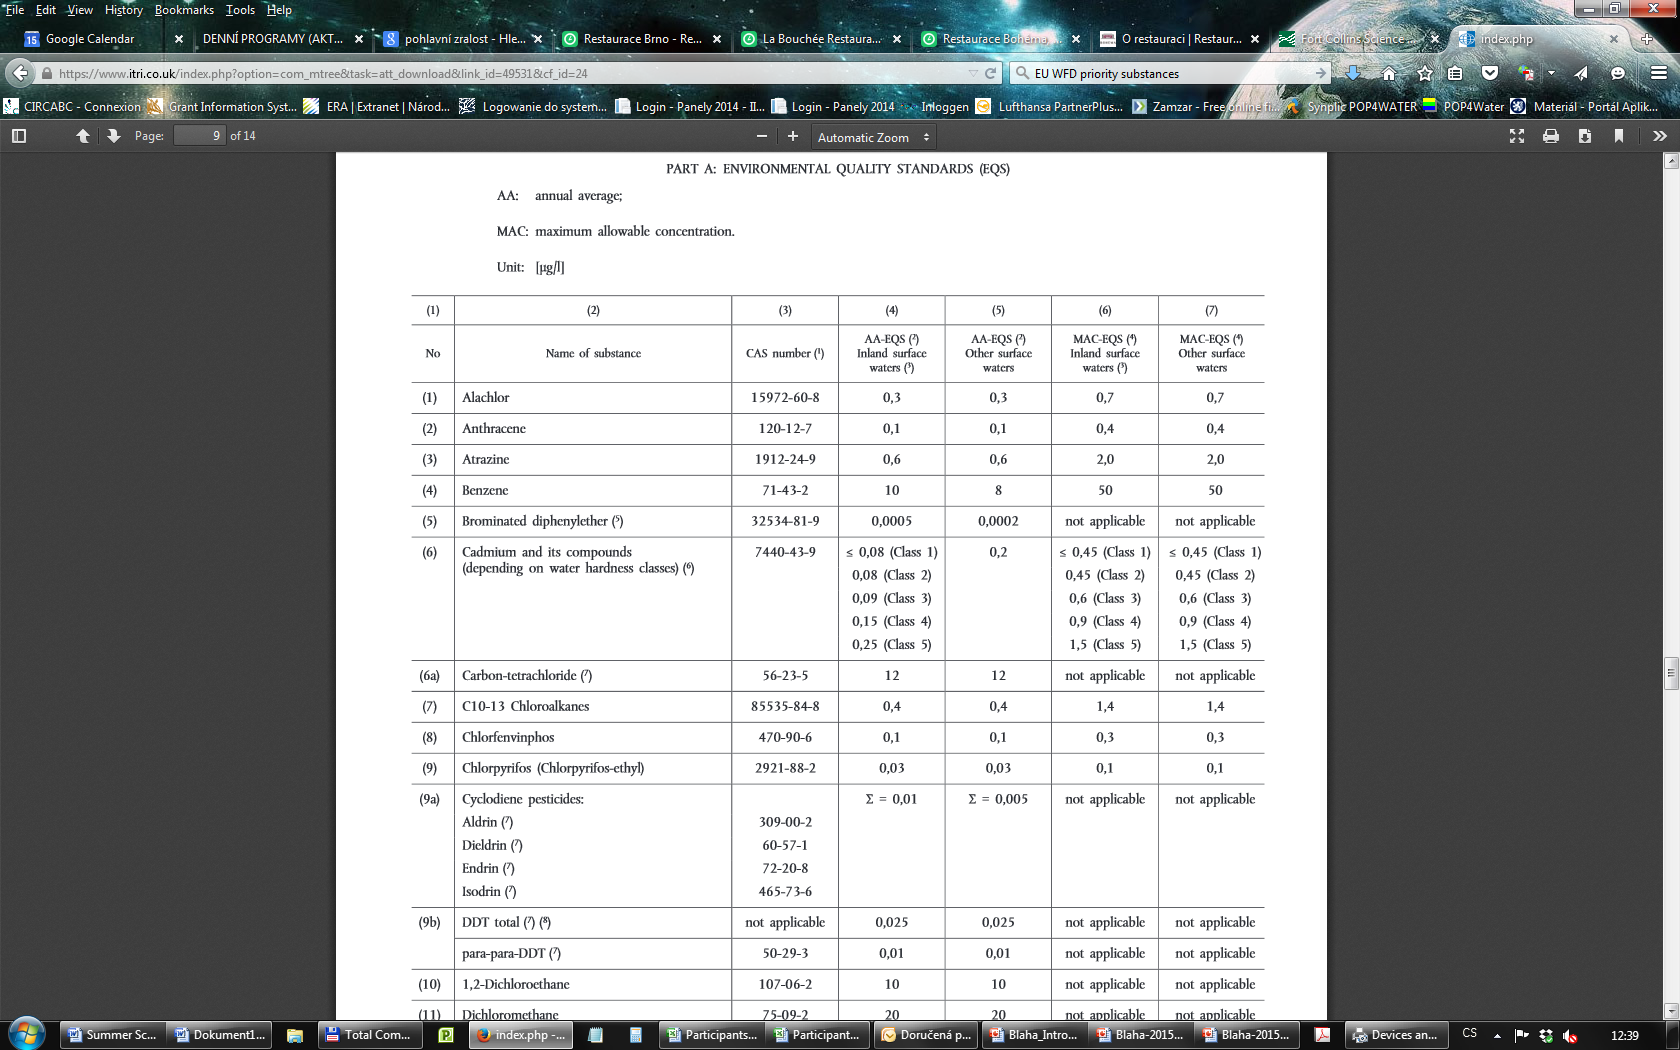 File Edit View History Bookmarks Tools Help
15 Google Calendar DENNÍ PROGRAMY (AKT... pohlavní zralost - Hle... Restaurace Brno - Re... La Bouchée Restaura... Restaurace Bohéma ... O restauraci | Restaur... Fort Collins Science ... index.php
https://www.itri.co.uk/index.php?option=com_mtree&task=att_download&link_id=49531&cf_id=24 EU WFD priority substances
CIRCABC - Connexion Grant Information Syst... ERA | Extranet | Národ... Logowanie do system... Login - Panely 2014 - II... Login - Panely 2014 Inloggen Lufthansa PartnerPlus... Zamzar - Free online fi... Synplic POP4WATER POP4Water Materiál - Portál Aplik...
Page: 9 of 14 Automatic Zoom
PART A: ENVIRONMENTAL QUALITY STANDARDS (EQS)
AA: annual average;
MAC: maximum allowable concentration.
Unit: [µg/l]
(1) (2) (3) (4) (5) (6) (7)
No Name of substance CAS number (¹) AA-EQS (²) Inland surface waters (³) AA-EQS (²) Other surface waters MAC-EQS (⁴) Inland surface waters (³) MAC-EQS (⁴) Other surface waters
(1) Alachlor 15972-60-8 0,3 0,3 0,7 0,7
(2) Anthracene 120-12-7 0,1 0,1 0,4 0,4
(3) Atrazine 1912-24-9 0,6 0,6 2,0 2,0
(4) Benzene 71-43-2 10 8 50 50
(5) Brominated diphenylether (⁵) 32534-81-9 0,0005 0,0002 not applicable not applicable
(6) Cadmium and its compounds 7440-43-9 ≤ 0,08 (Class 1) 0,2 ≤ 0,45 (Class 1) ≤ 0,45 (Class 1)
(depending on water hardness classes) (⁶) 0,08 (Class 2) 0,45 (Class 2) 0,45 (Class 2)
0,09 (Class 3) 0,6 (Class 3) 0,6 (Class 3)
0,15 (Class 4) 0,9 (Class 4) 0,9 (Class 4)
0,25 (Class 5) 1,5 (Class 5) 1,5 (Class 5)
(6a) Carbon-tetrachloride (⁷) 56-23-5 12 12 not applicable not applicable
(7) C10-13 Chloroalkanes 85535-84-8 0,4 0,4 1,4 1,4
(8) Chlorfenvinphos 470-90-6 0,1 0,1 0,3 0,3
(9) Chlorpyrifos (Chlorpyrifos-ethyl) 2921-88-2 0,03 0,03 0,1 0,1
(9a) Cyclodiene pesticides: Σ = 0,01 Σ = 0,005 not applicable not applicable
Aldrin (⁷) 309-00-2
Dieldrin (⁷) 60-57-1
Endrin (⁷) 72-20-8
Isodrin (⁷) 465-73-6
(9b) DDT total (⁷) (⁸) not applicable 0,025 0,025 not applicable not applicable
para-para-DDT (⁷) 50-29-3 0,01 0,01 not applicable not applicable
(10) 1,2-Dichloroethane 107-06-2 10 10 not applicable not applicable
(11) Dichloromethane 75-09-2 20 20 not applicable not applicable
Summer Sc... Dokument1... Total Com... index.php -... Participants... Participant... Doručená p... Blaha_Intro... Blaha-2015... Blaha-2015... Devices an... CS 12:39